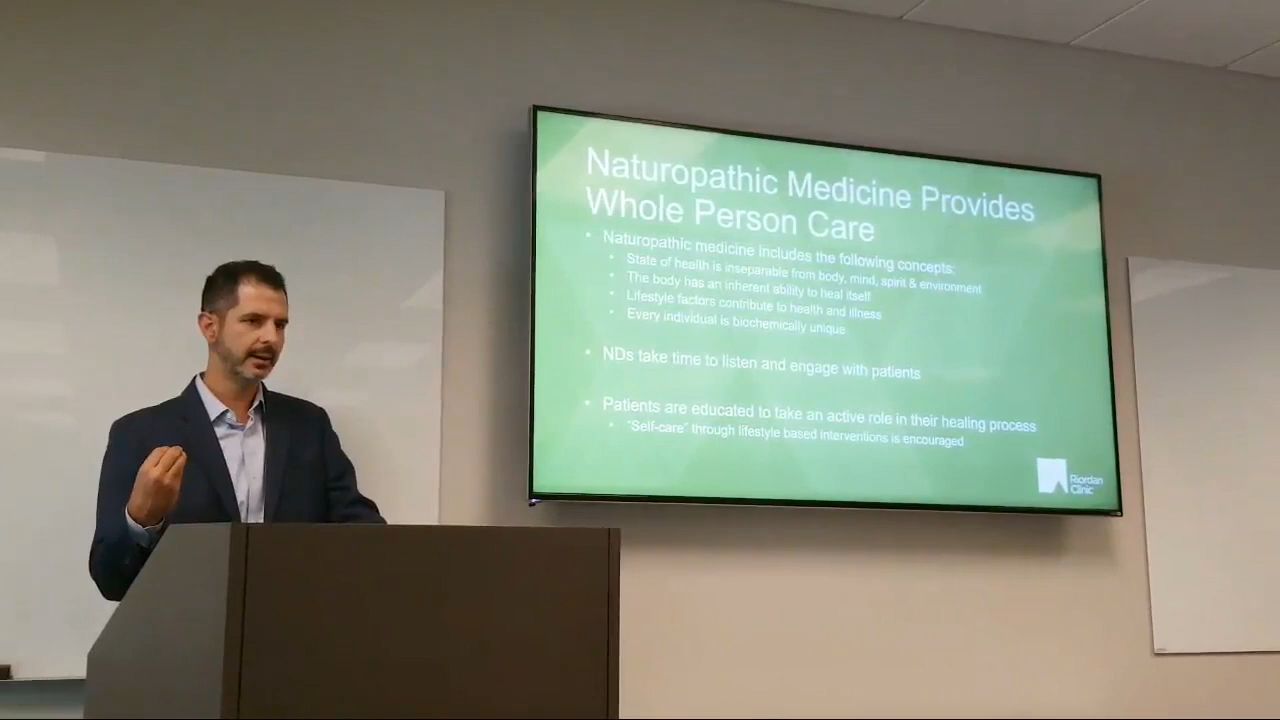 Naturopathic Medicine Provides
Whole Person Care
• Naturopathic medicine includes the following concepts:
• State of health is inseparable from body, mind, spirit & environment
• The body has an inherent ability to heal itself
• Lifestyle factors contribute to health and illness
• Every individual is biochemically unique
• NDs take time to listen and engage with patients
• Patients are educated to take an active role in their healing process
• "Self-care" through lifestyle based interventions is encouraged
Riordan
Clinic